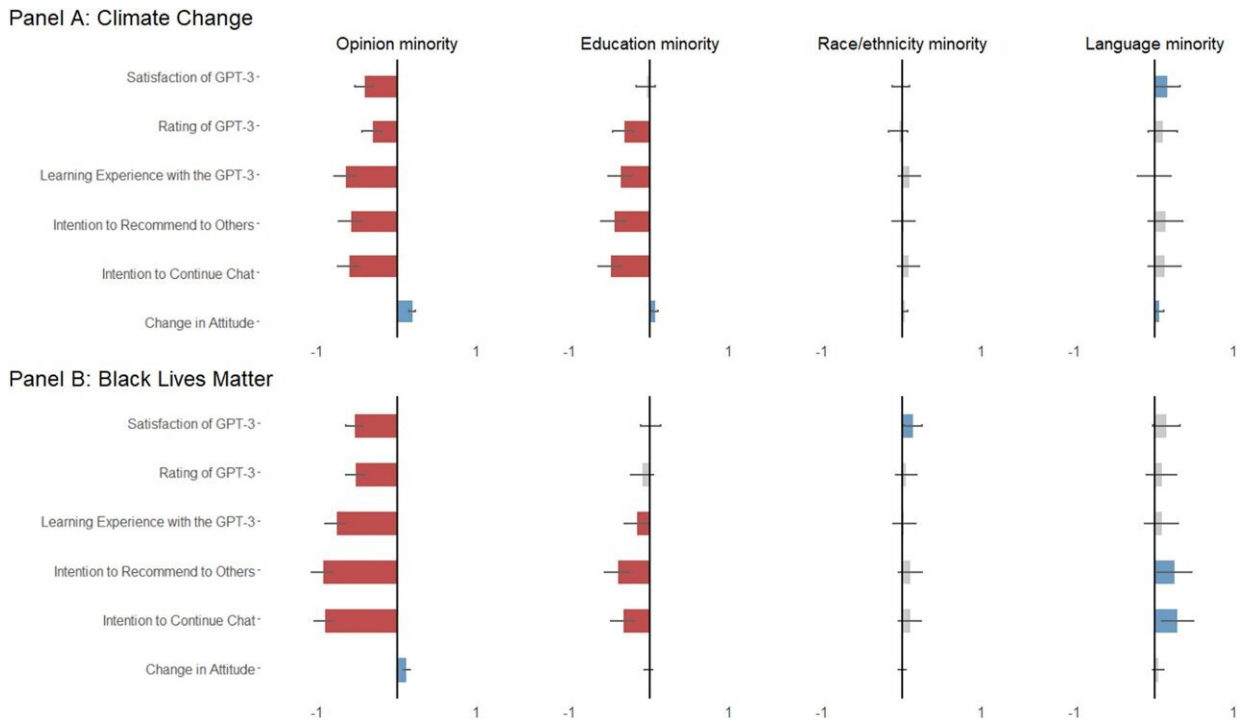 Panel A: Climate Change
Opinion minority Education minority Race/ethnicity minority Language minority
Satisfaction of GPT-3
Rating of GPT-3
Learning Experience with the GPT-3
Intention to Recommend to Others
Intention to Continue Chat
Change in Attitude
-1 1 -1 1 -1 1 -1 1
Panel B: Black Lives Matter
Satisfaction of GPT-3
Rating of GPT-3
Learning Experience with the GPT-3
Intention to Recommend to Others
Intention to Continue Chat
Change in Attitude
-1 1 -1 1 -1 1 -1 1